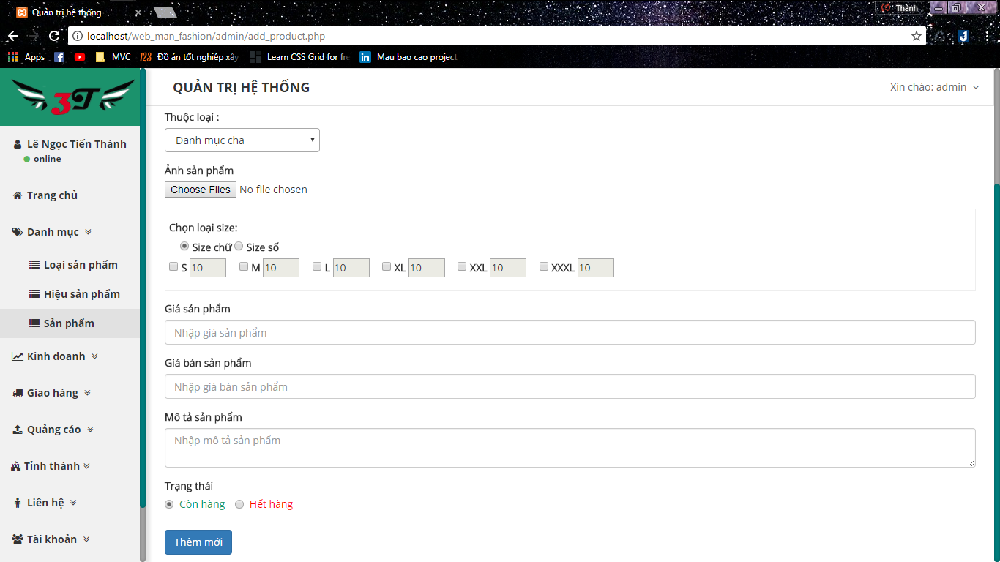 Quản trị hệ thống
Thành
localhost/web_man_fashion/admin/add_product.php
Apps MVC 123 Đồ án tốt nghiệp xây Learn CSS Grid for fre in Mau bao cao project
3T
QUẢN TRỊ HỆ THỐNG
Xin chào: admin
Lê Ngọc Tiến Thành
online
Trang chủ
Danh mục
Loại sản phẩm
Hiệu sản phẩm
Sản phẩm
Kinh doanh
Giao hàng
Quảng cáo
Tỉnh thành
Liên hệ
Tài khoản
Thuộc loại :
Danh mục cha
Ảnh sản phẩm
Choose Files No file chosen
Chọn loại size:
Size chữ Size số
S 10 M 10 L 10 XL 10 XXL 10 XXXL 10
Giá sản phẩm
Nhập giá sản phẩm
Giá bán sản phẩm
Nhập giá bán sản phẩm
Mô tả sản phẩm
Nhập mô tả sản phẩm
Trạng thái
Còn hàng Hết hàng
Thêm mới